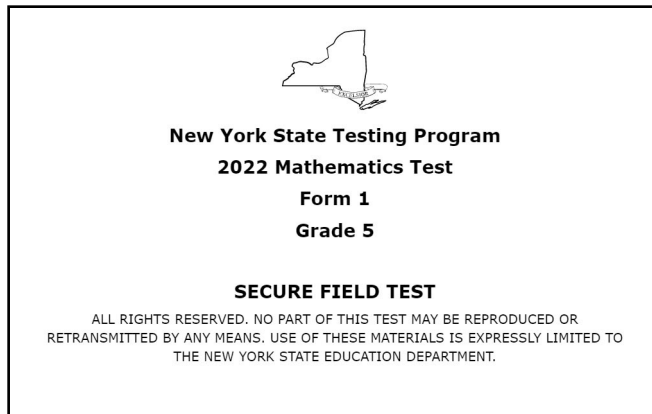 EXCELSIOR
New York State Testing Program
2022 Mathematics Test
Form 1
Grade 5
SECURE FIELD TEST
ALL RIGHTS RESERVED. NO PART OF THIS TEST MAY BE REPRODUCED OR
RETRANSMITTED BY ANY MEANS. USE OF THESE MATERIALS IS EXPRESSLY LIMITED TO
THE NEW YORK STATE EDUCATION DEPARTMENT.